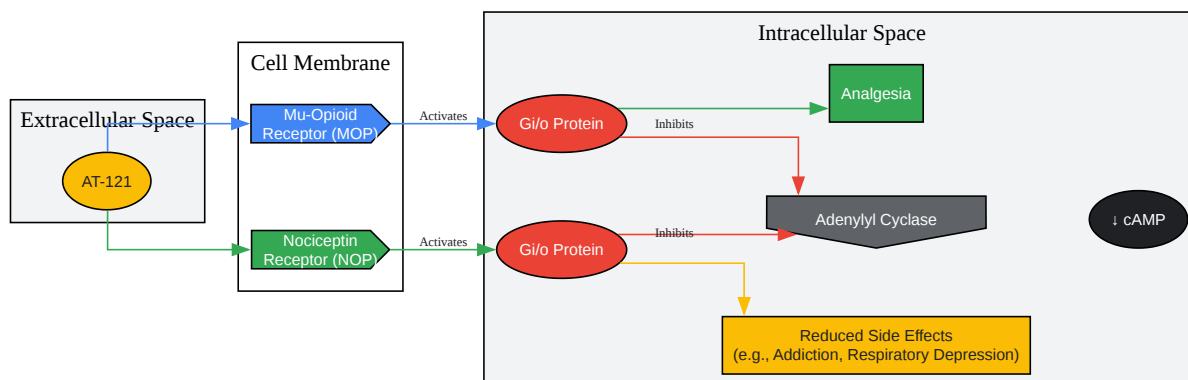 Extracellular Space
AT-121
Cell Membrane
Mu-Opioid
Receptor (MOP)
Nociceptin
Receptor (NOP)
Activates
Activates
Intracellular Space
Gi/o Protein
Inhibits
Analgesia
Gi/o Protein
Inhibits
Adenylyl Cyclase
↓ cAMP
Reduced Side Effects
(e.g., Addiction, Respiratory Depression)